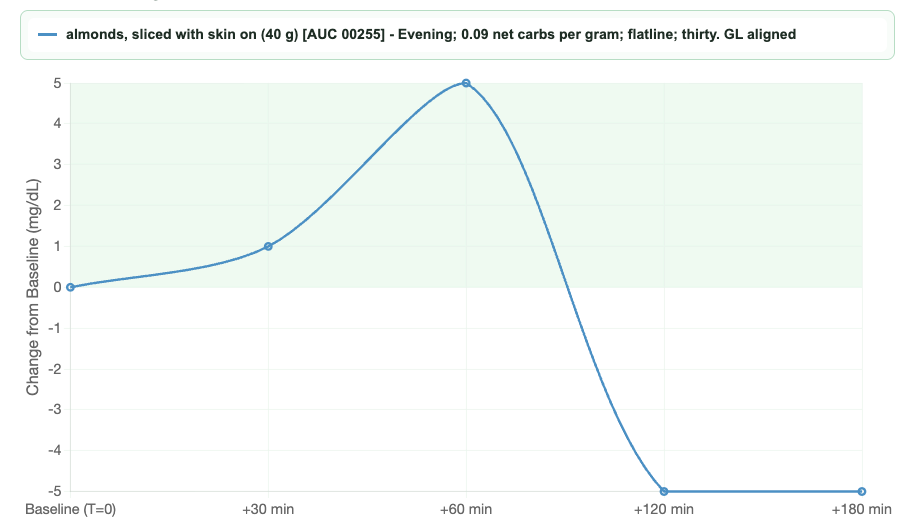 almonds, sliced with skin on (40 g) [AUC 00255] - Evening; 0.09 net carbs per gram; flatline; thirty. GL aligned
Change from Baseline (mg/dL)
5
4
3
2
1
0
-1
-2
-3
-4
-5
Baseline (T=0)
+30 min
+60 min
+120 min
+180 min